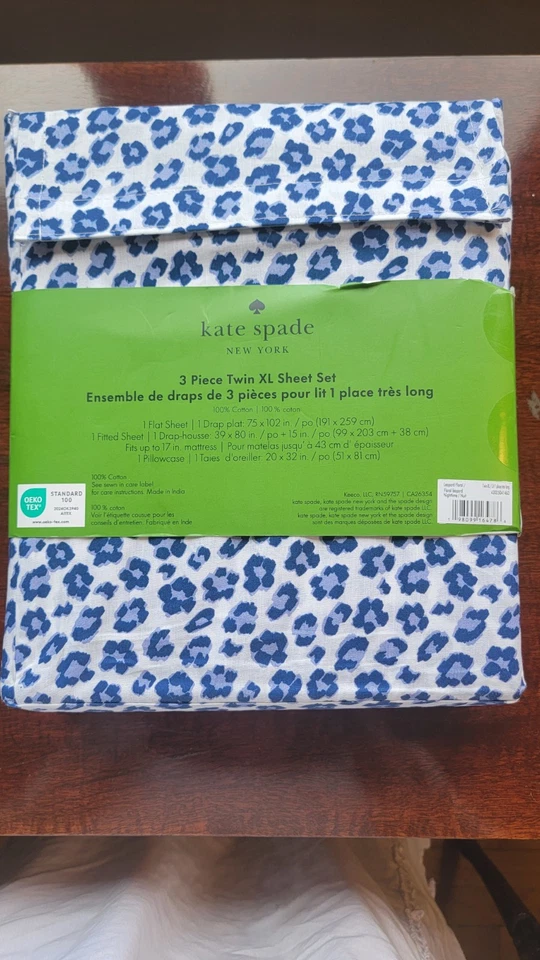 kate spade
NEW YORK
3 Piece Twin XL Sheet Set
Ensemble de draps de 3 pièces pour lit 1 place très long
100% Cotton | 100 % coton
1 Flat Sheet | 1 Drap plat: 75 x 102 in. / po (191 x 259 cm)
1 Fitted Sheet | 1 Drap-housse: 39 x 80 in. / po + 15 in. / po (99 x 203 cm + 38 cm)
Fits up to 17 in. mattress | Pour matelas jusqu' à 43 cm d' épaisseur
1 Pillowcase | 1 Taies d'oreiller: 20 x 32 in. / po (51 x 81 cm)
100% Cotton
See sewn-in care label
for care instructions. Made in India
100 % coton
Voir l'étiquette cousue pour les
conseils d'entretien. Fabriqué en Inde
OEKO
TEX®
STANDARD
100
www.oeko-tex.com
Keeco, LLC, RN59757 | CA26354
kate spade, kate spade new york and the spade design
are registered trademarks of kate spade LLC.
kate spade, kate spade new york et the spade design
sont des marques déposées de kate spade LLC.